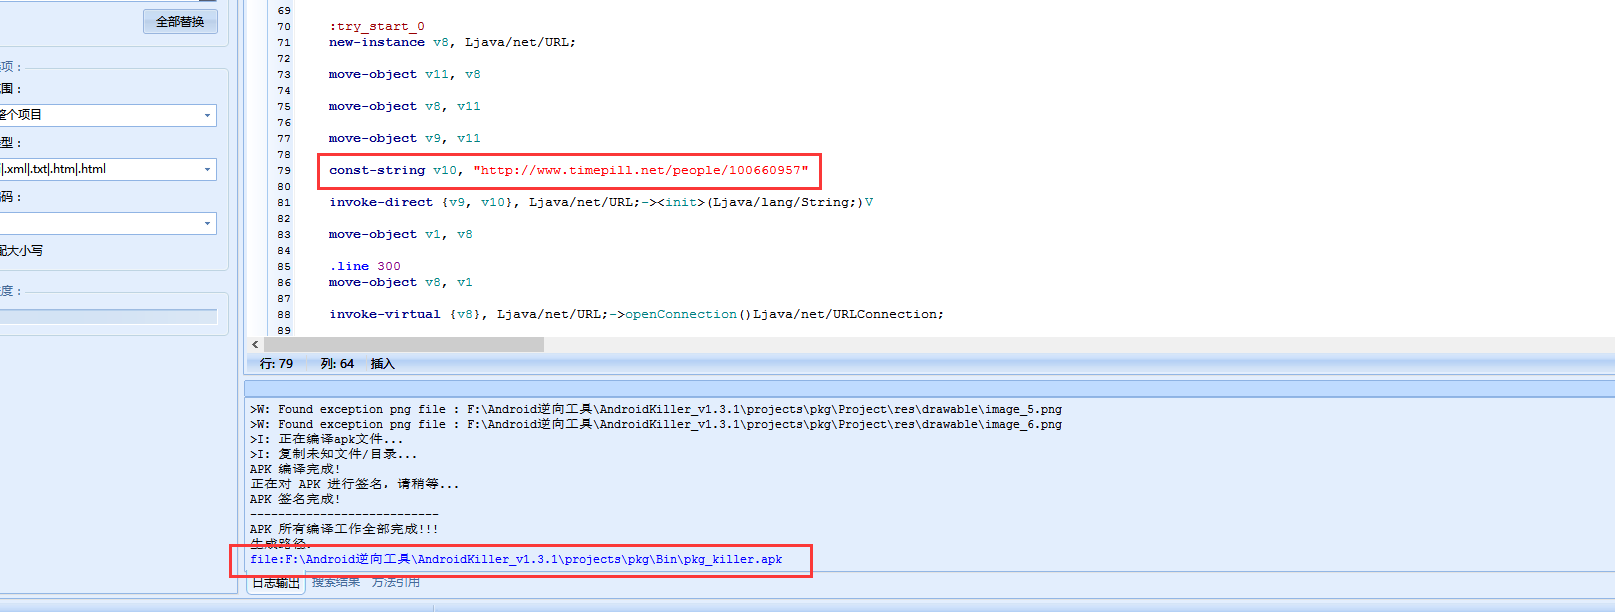 全部替换
项：
围：
整个项目
型：
|.xml|.txt|.htm|.html
码：
配大小写
度：
69
70 :try_start_0
71 new-instance v8, Ljava/net/URL;
72
73 move-object v11, v8
74
75 move-object v8, v11
76
77 move-object v9, v11
78
79 const-string v10, "http://www.timepill.net/people/100660957"
80
81 invoke-direct {v9, v10}, Ljava/net/URL;-><init>(Ljava/lang/String;)V
82
83 move-object v1, v8
84
85 .line 300
86 move-object v8, v1
87
88 invoke-virtual {v8}, Ljava/net/URL;->openConnection()Ljava/net/URLConnection;
89
行: 79 列: 64 插入
>W: Found exception png file : F:\Android逆向工具\AndroidKiller_v1.3.1\projects\pkg\Project\res\drawable\image_5.png
>W: Found exception png file : F:\Android逆向工具\AndroidKiller_v1.3.1\projects\pkg\Project\res\drawable\image_6.png
>I: 正在编译apk文件...
>I: 复制未知文件/目录...
APK 编译完成!
正在对 APK 进行签名，请稍等...
APK 签名完成!
---------------------------
APK 所有编译工作全部完成!!!
生成路径:
file:F:\Android逆向工具\AndroidKiller_v1.3.1\projects\pkg\Bin\pkg_killer.apk
日志输出 搜索结果 方法引用